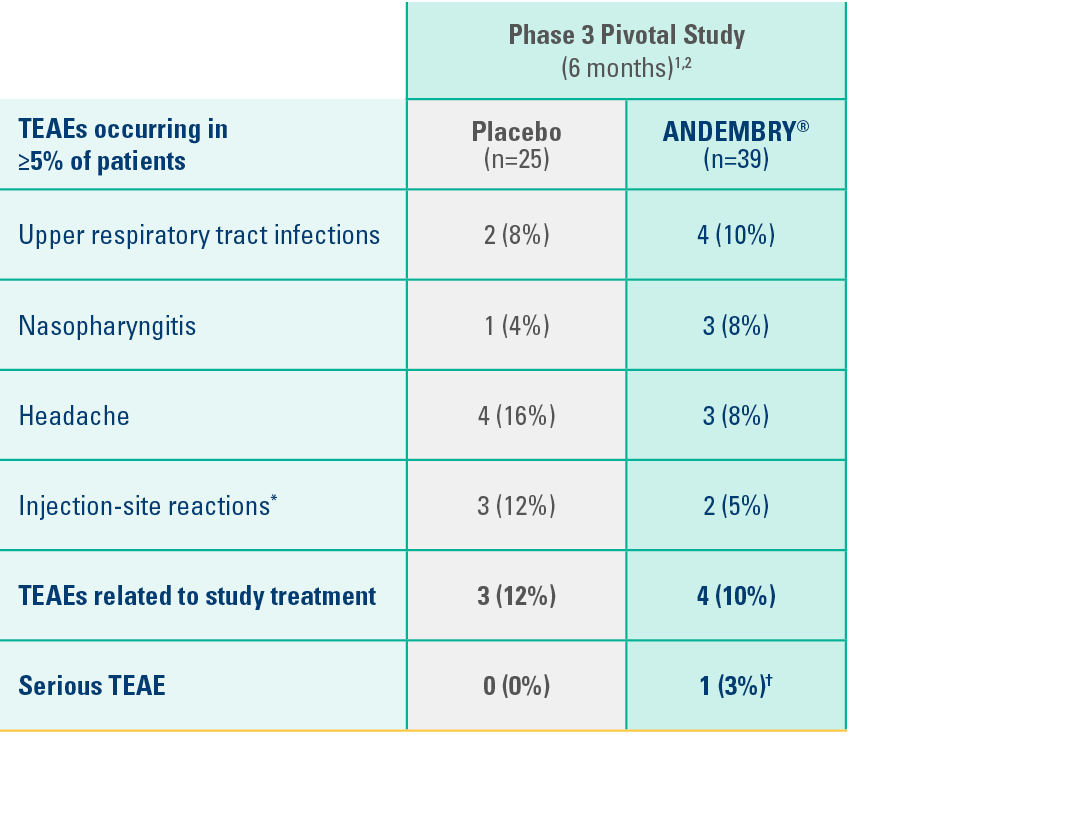 Phase 3 Pivotal Study
(6 months)1,2
TEAEs occurring in
≥5% of patients
Placebo
(n=25)
ANDEMBRY®
(n=39)
Upper respiratory tract infections 2 (8%) 4 (10%)
Nasopharyngitis 1 (4%) 3 (8%)
Headache 4 (16%) 3 (8%)
Injection-site reactions* 3 (12%) 2 (5%)
TEAEs related to study treatment 3 (12%) 4 (10%)
Serious TEAE 0 (0%) 1 (3%)†